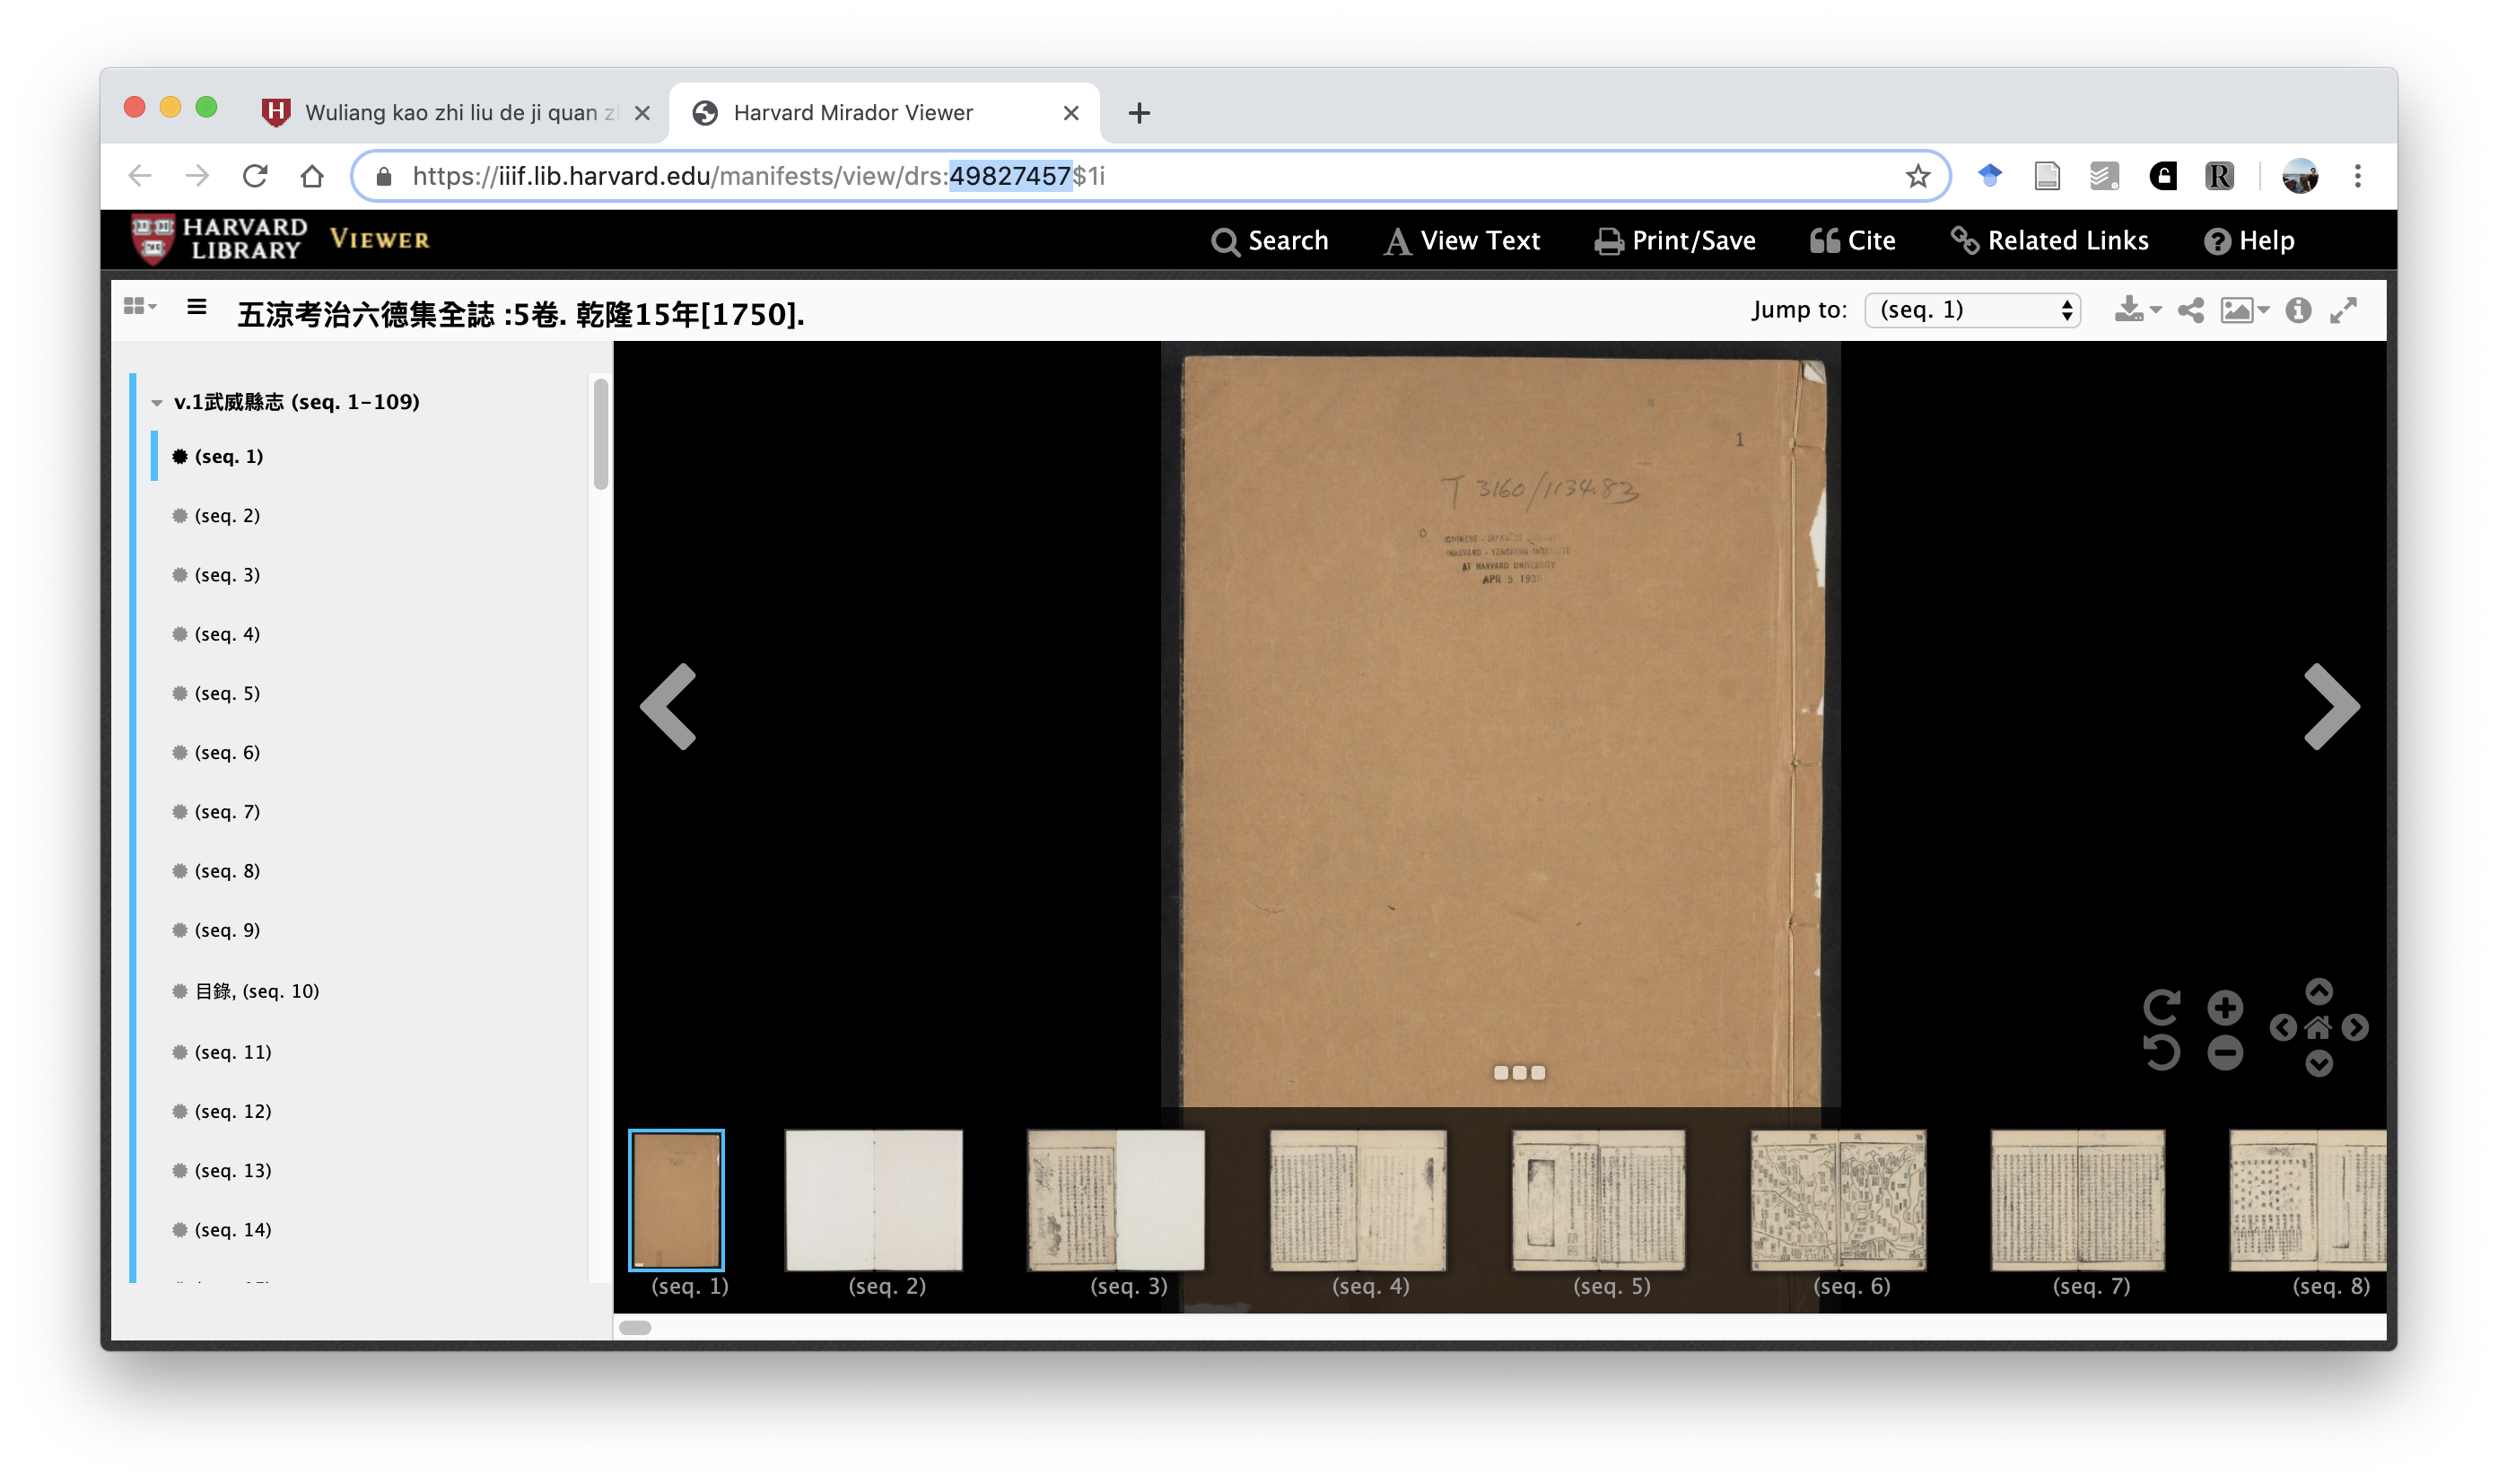 Wuliang kao zhi liu de ji quan z
Harvard Mirador Viewer
https://iiif.lib.harvard.edu/manifests/view/drs:49827457$1i
HARVARD
LIBRARY
VIEWER
Search
View Text
Print/Save
Cite
Related Links
Help
五涼考治六德集全誌 :5卷. 乾隆15年[1750].
Jump to:
(seq. 1)
v.1武威縣志 (seq. 1-109)
(seq. 1)
(seq. 2)
(seq. 3)
(seq. 4)
(seq. 5)
(seq. 6)
(seq. 7)
(seq. 8)
(seq. 9)
目錄, (seq. 10)
(seq. 11)
(seq. 12)
(seq. 13)
(seq. 14)
1
T 3160/1134.83
CHINESE - JAPANESE
HARVARD - YENCHING INSTITUTE
AT HARVARD UNIVERSITY
APR 5 193
(seq. 1)
(seq. 2)
(seq. 3)
(seq. 4)
(seq. 5)
(seq. 6)
(seq. 7)
(seq. 8)